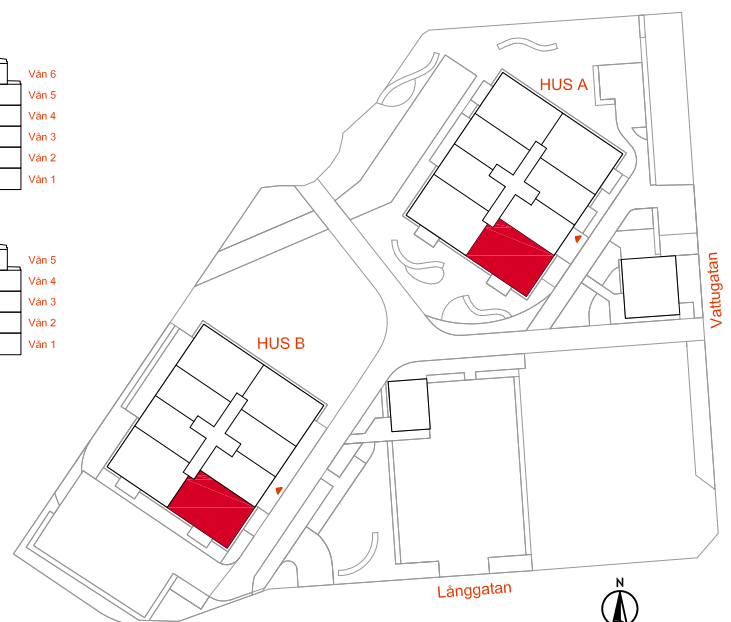 Vån 6
Vån 5
Vån 4
Vån 3
Vån 2
Vån 1
Vån 5
Vån 4
Vån 3
Vån 2
Vån 1
HUS A
HUS B
Vattugatan
Långgatan
N